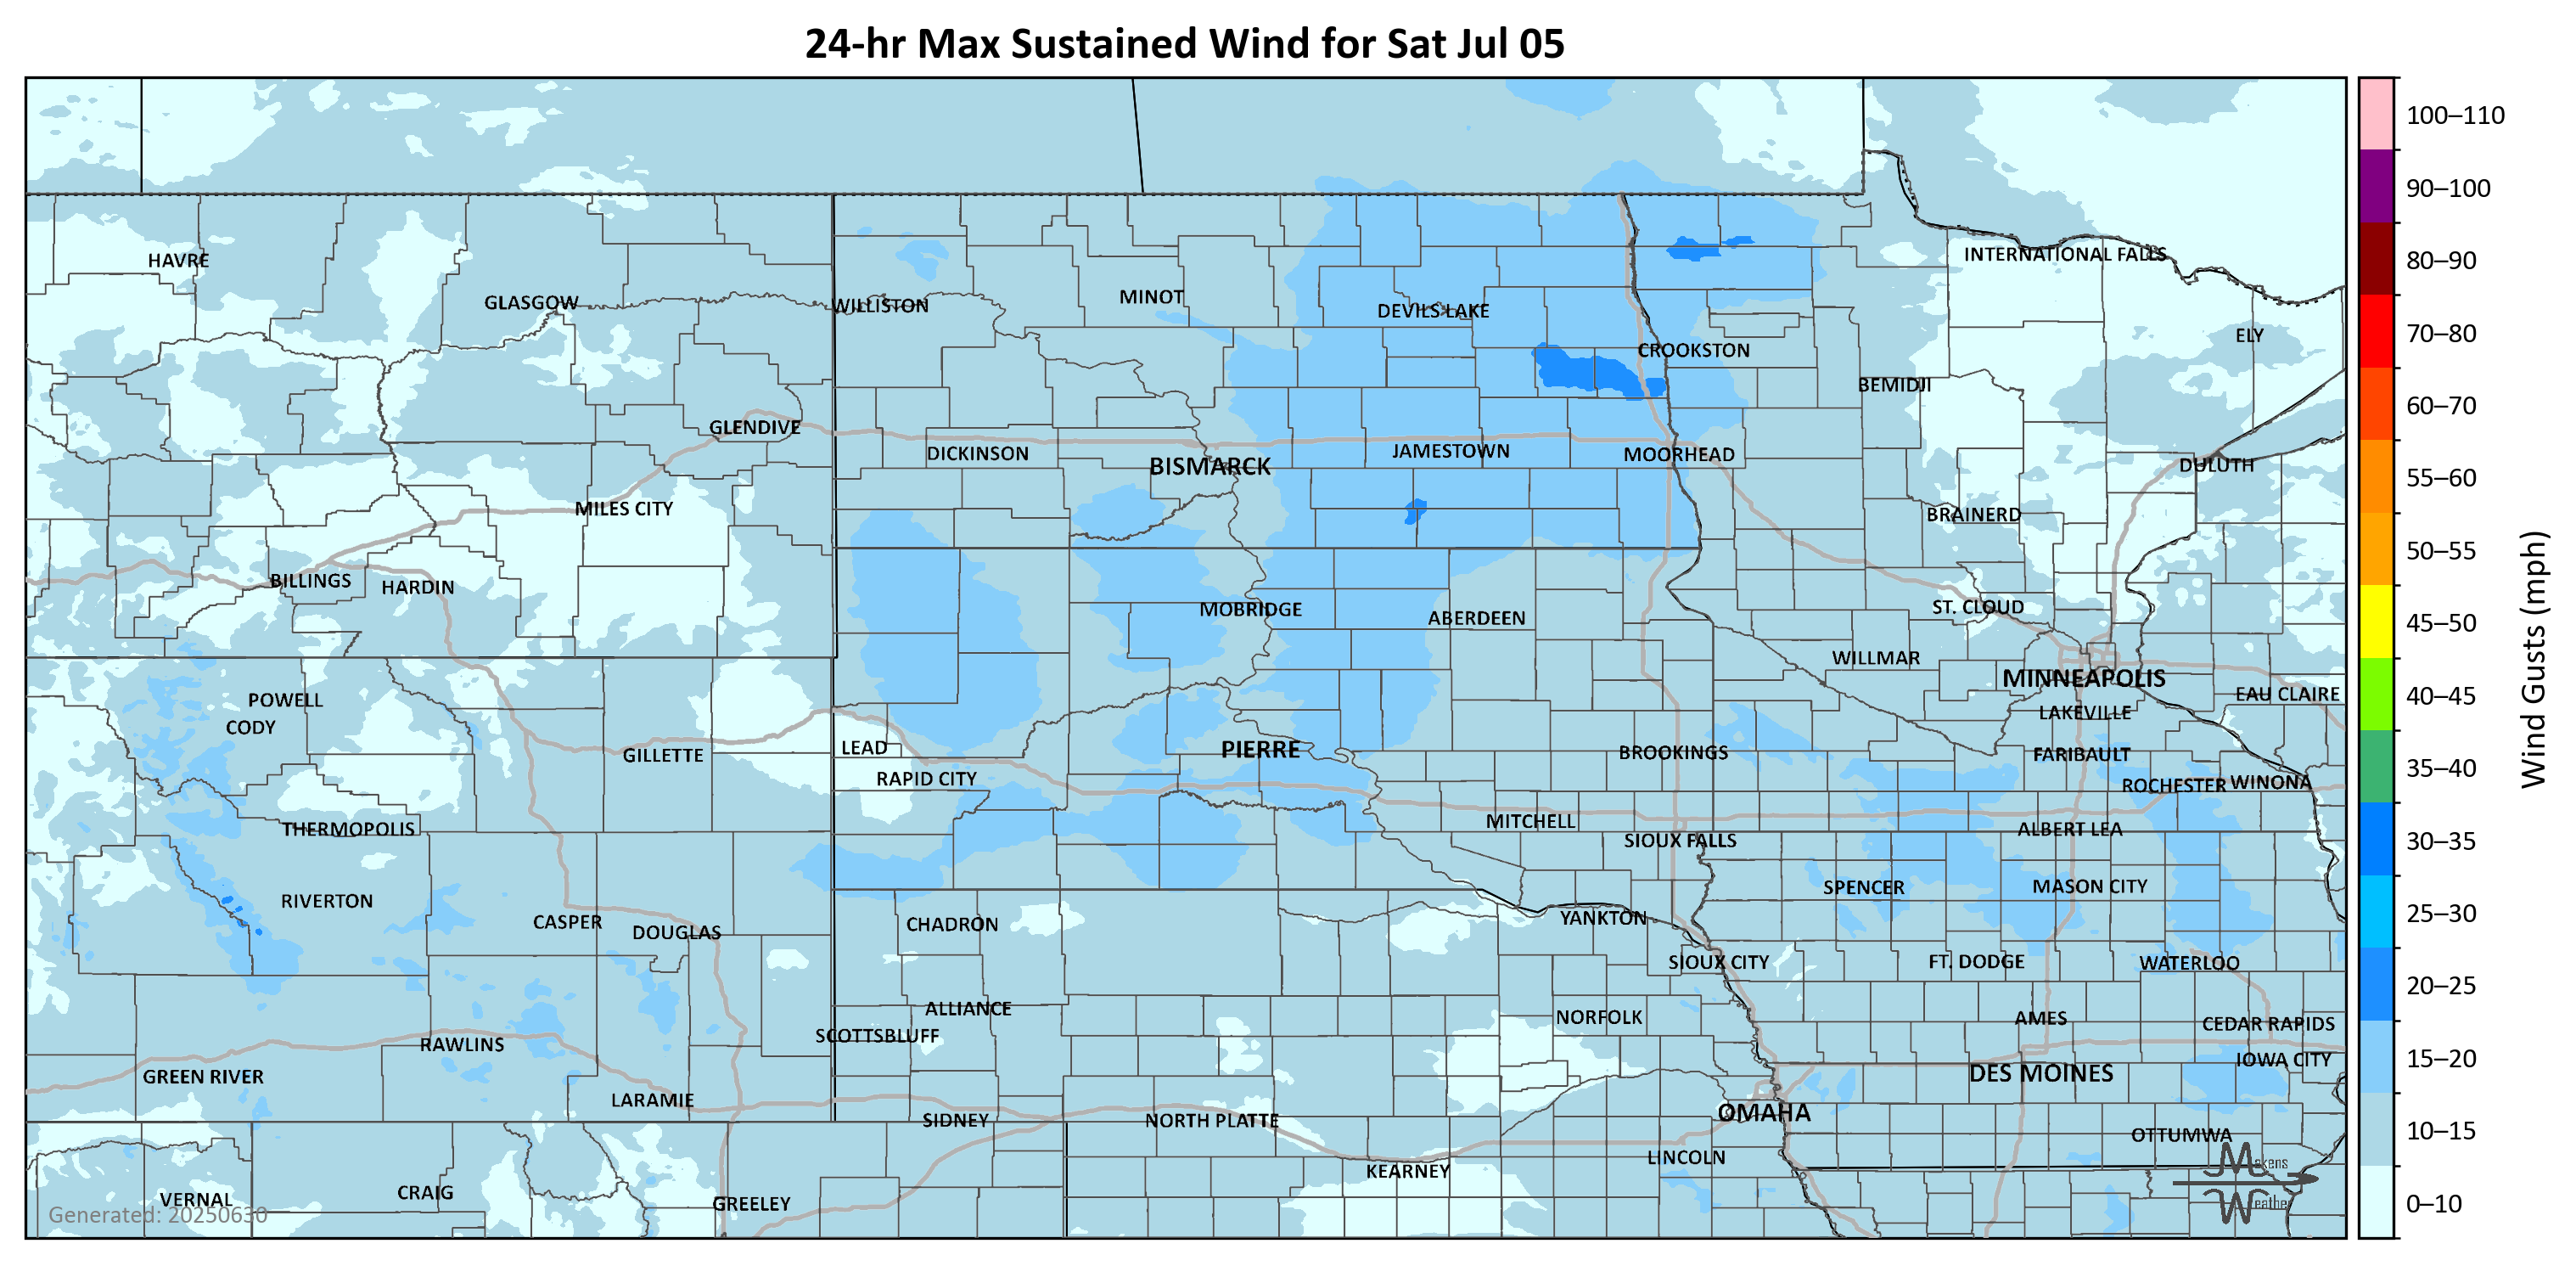 24-hr Max Sustained Wind for Sat Jul 05
100–110
90–100
80–90
70–80
60–70
55–60
50–55
45–50
40–45
35–40
30–35
25–30
20–25
15–20
10–15
0–10
Wind Gusts (mph)
HAVRE
INTERNATIONAL FALLS
GLASGOW
WILLISTON
MINOT
DEVILS LAKE
ELY
CROOKSTON
BEMIDJI
GLENDIVE
DICKINSON
BISMARCK
JAMESTOWN
MOORHEAD
DULUTH
MILES CITY
BRAINERD
BILLINGS
HARDIN
MOBRIDGE
ABERDEEN
ST. CLOUD
WILLMAR
MINNEAPOLIS
EAU CLAIRE
POWELL
CODY
LAKEVILLE
GILLETTE
LEAD
PIERRE
BROOKINGS
FARIBAULT
RAPID CITY
ROCHESTER
WINONA
THERMOPOLIS
MITCHELL
ALBERT LEA
SIOUX FALLS
RIVERTON
SPENCER
MASON CITY
CASPER
DOUGLAS
CHADRON
YANKTON
SIOUX CITY
FT. DODGE
WATERLOO
ALLIANCE
NORFOLK
AMES
CEDAR RAPIDS
SCOTTSBLUFF
RAWLINS
IOWA CITY
GREEN RIVER
DES MOINES
LARAMIE
SIDNEY
NORTH PLATTE
OMAHA
OTTUMWA
LINCOLN
KEARNEY
VERNAL
CRAIG
GREELEY
Generated: 20250630
Makens
Weather